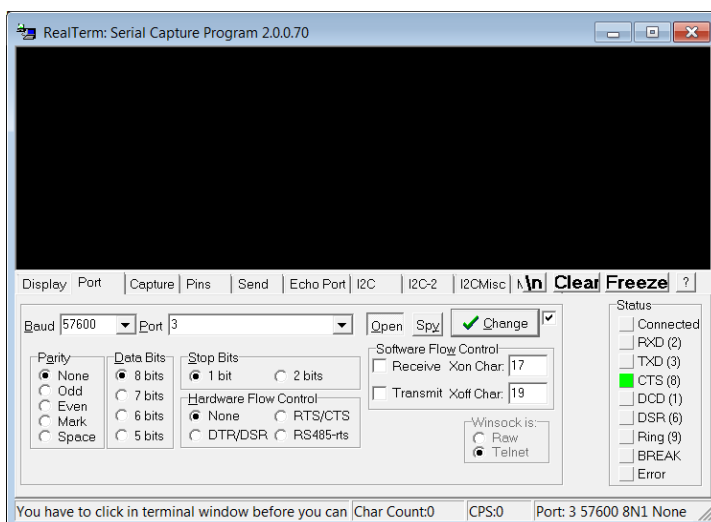 RealTerm: Serial Capture Program 2.0.0.70
Display Port Capture Pins Send Echo Port I2C I2C-2 I2CMisc \n Clear Freeze ?
Baud 57600 Port 3 Open Spy Change
Parity
None
Odd
Even
Mark
Space
Data Bits
8 bits
7 bits
6 bits
5 bits
Stop Bits
1 bit 2 bits
Hardware Flow Control
None RTS/CTS
DTR/DSR RS485-rts
Software Flow Control
Receive Xon Char: 17
Transmit Xoff Char: 19
Winsock is:
Raw
Telnet
Status
Connected
RXD (2)
TXD (3)
CTS (8)
DCD (1)
DSR (6)
Ring (9)
BREAK
Error
You have to click in terminal window before you can Char Count:0 CPS:0 Port: 3 57600 8N1 None